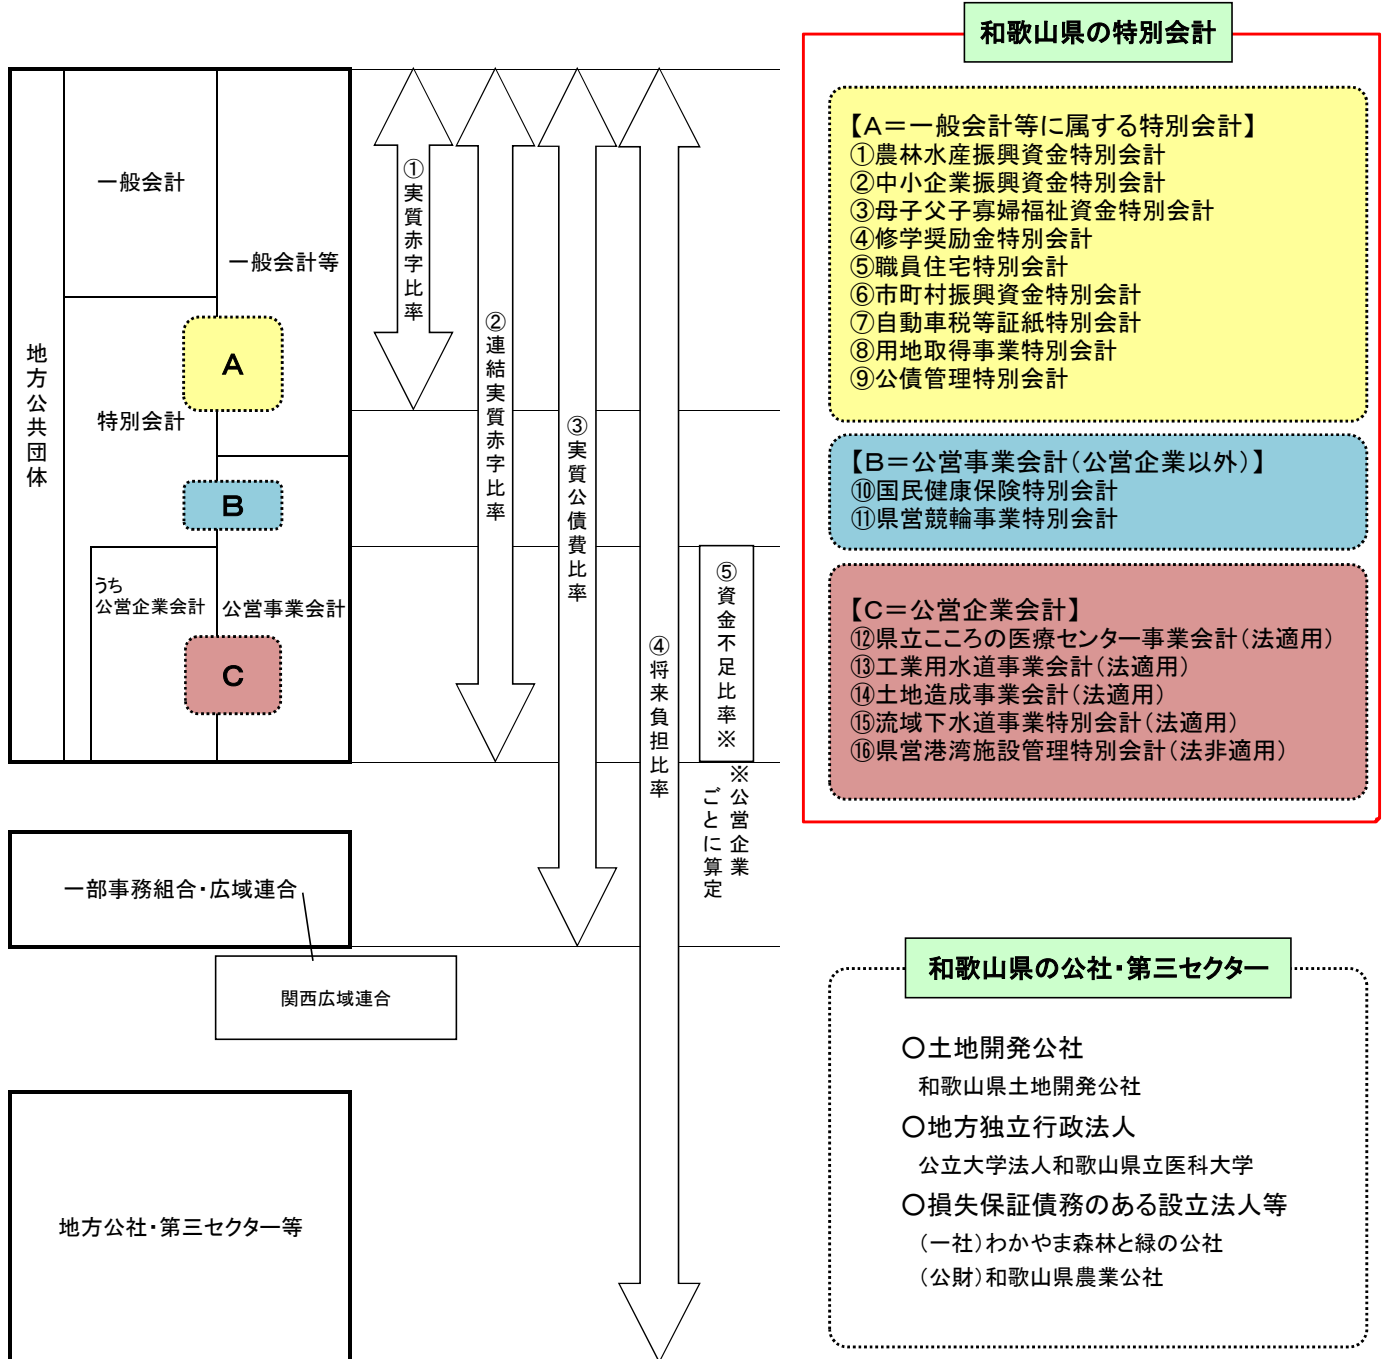 和歌山県の特別会計
地方公共団体
一般会計
一般会計等
特別会計
A
B
うち
公営企業会計
公営事業会計
C
①実質赤字比率
②連結実質赤字比率
③実質公債費比率
④将来負担比率
⑤資金不足比率※
※公営企業
ごとに算定
【A=一般会計等に属する特別会計】
①農林水産振興資金特別会計
②中小企業振興資金特別会計
③母子父子寡婦福祉資金特別会計
④修学奨励金特別会計
⑤職員住宅特別会計
⑥市町村振興資金特別会計
⑦自動車税等証紙特別会計
⑧用地取得事業特別会計
⑨公債管理特別会計
【B=公営事業会計(公営企業以外)】
⑩国民健康保険特別会計
⑪県営競輪事業特別会計
【C=公営企業会計】
⑫県立こころの医療センター事業会計(法適用)
⑬工業用水道事業会計(法適用)
⑭土地造成事業会計(法適用)
⑮流域下水道事業特別会計(法適用)
⑯県営港湾施設管理特別会計(法非適用)
一部事務組合・広域連合
関西広域連合
地方公社・第三セクター等
和歌山県の公社・第三セクター
○土地開発公社
和歌山県土地開発公社
○地方独立行政法人
公立大学法人和歌山県立医科大学
○損失保証債務のある設立法人等
(一社)わかやま森林と緑の公社
(公財)和歌山県農業公社